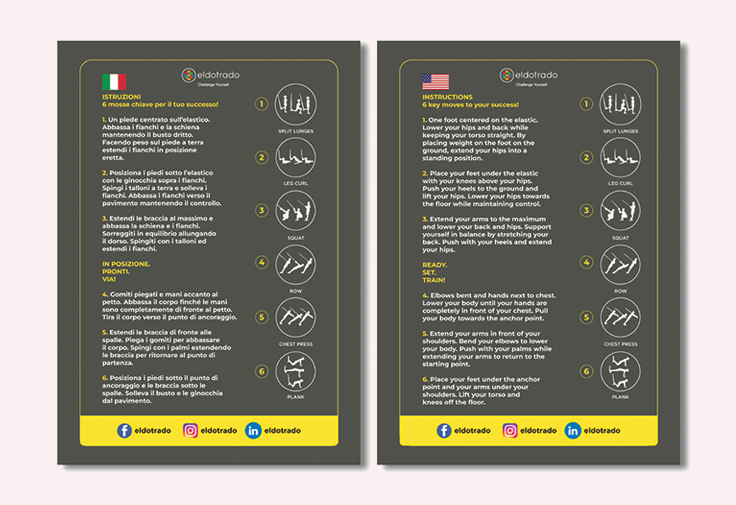 eldotrado
Challenge Yourself
ISTRUZIONI
6 mosse chiave per il tuo successo!
1. Un piede centrato sull'elastico.
Abbassa i fianchi e la schiena
mantenendo il busto dritto.
Facendo peso sul piede a terra
estendi i fianchi in posizione
eretta.
2. Posiziona i piedi sotto l'elastico
con le ginocchia sopra i fianchi.
Spingi i talloni a terra e solleva i
fianchi. Abbassa i fianchi verso il
pavimento mantenendo il controllo.
3. Estendi le braccia al massimo e
abbassa la schiena e i fianchi.
Sorreggiti in equilibrio allungando
il dorso. Spingiti con i talloni ed
estendi i fianchi.
IN POSIZIONE.
PRONTI.
VIA!
4. Gomiti piegati e mani accanto al
petto. Abbassa il corpo finché le mani
sono completamente di fronte al petto.
Tira il corpo verso il punto di ancoraggio.
5. Estendi le braccia di fronte alle
spalle. Piega i gomiti per abbassare
il corpo. Spingi con i palmi estendendo
le braccia per ritornare al punto di
partenza.
6. Posiziona i piedi sotto il punto di
ancoraggio e le braccia sotto le
spalle. Solleva il busto e le ginocchia
dal pavimento.
1
SPLIT LUNGES
2
LEG CURL
3
SQUAT
4
ROW
5
CHEST PRESS
6
PLANK
eldotrado eldotrado eldotrado
eldotrado
Challenge Yourself
INSTRUCTIONS
6 key moves to your success!
1. One foot centered on the elastic.
Lower your hips and back while
keeping your torso straight. By
placing weight on the foot on the
ground, extend your hips into a
standing position.
2. Place your feet under the elastic
with your knees above your hips.
Push your heels to the ground and
lift your hips. Lower your hips towards
the floor while maintaining control.
3. Extend your arms to the maximum
and lower your back and hips. Support
yourself in balance by stretching your
back. Push with your heels and extend
your hips.
READY.
SET.
TRAIN!
4. Elbows bent and hands next to chest.
Lower your body until your hands are
completely in front of your chest. Pull
your body towards the anchor point.
5. Extend your arms in front of your
shoulders. Bend your elbows to lower
your body. Push with your palms while
extending your arms to return to the
starting point.
6. Place your feet under the anchor
point and your arms under your
shoulders. Lift your torso and
knees off the floor.
1
SPLIT LUNGES
2
LEG CURL
3
SQUAT
4
ROW
5
CHEST PRESS
6
PLANK
eldotrado eldotrado eldotrado